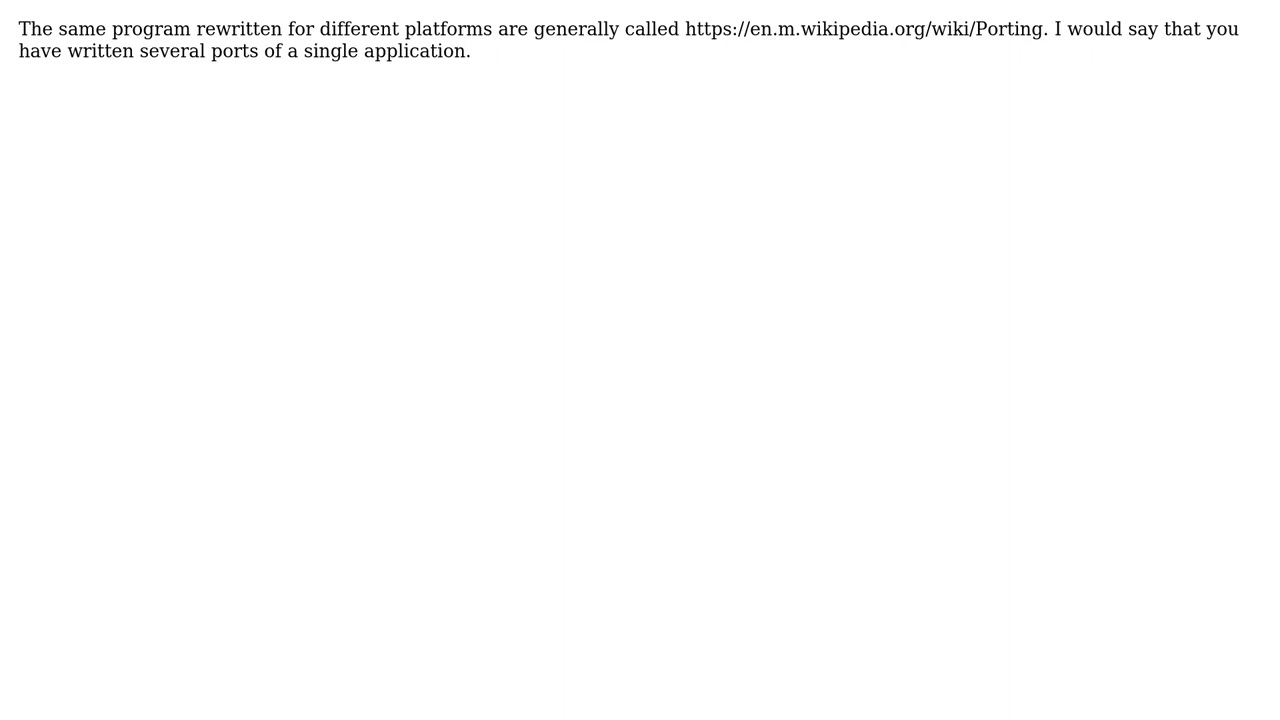 The same program rewritten for different platforms are generally called https://en.m.wikipedia.org/wiki/Porting. I would say that you
have written several ports of a single application.